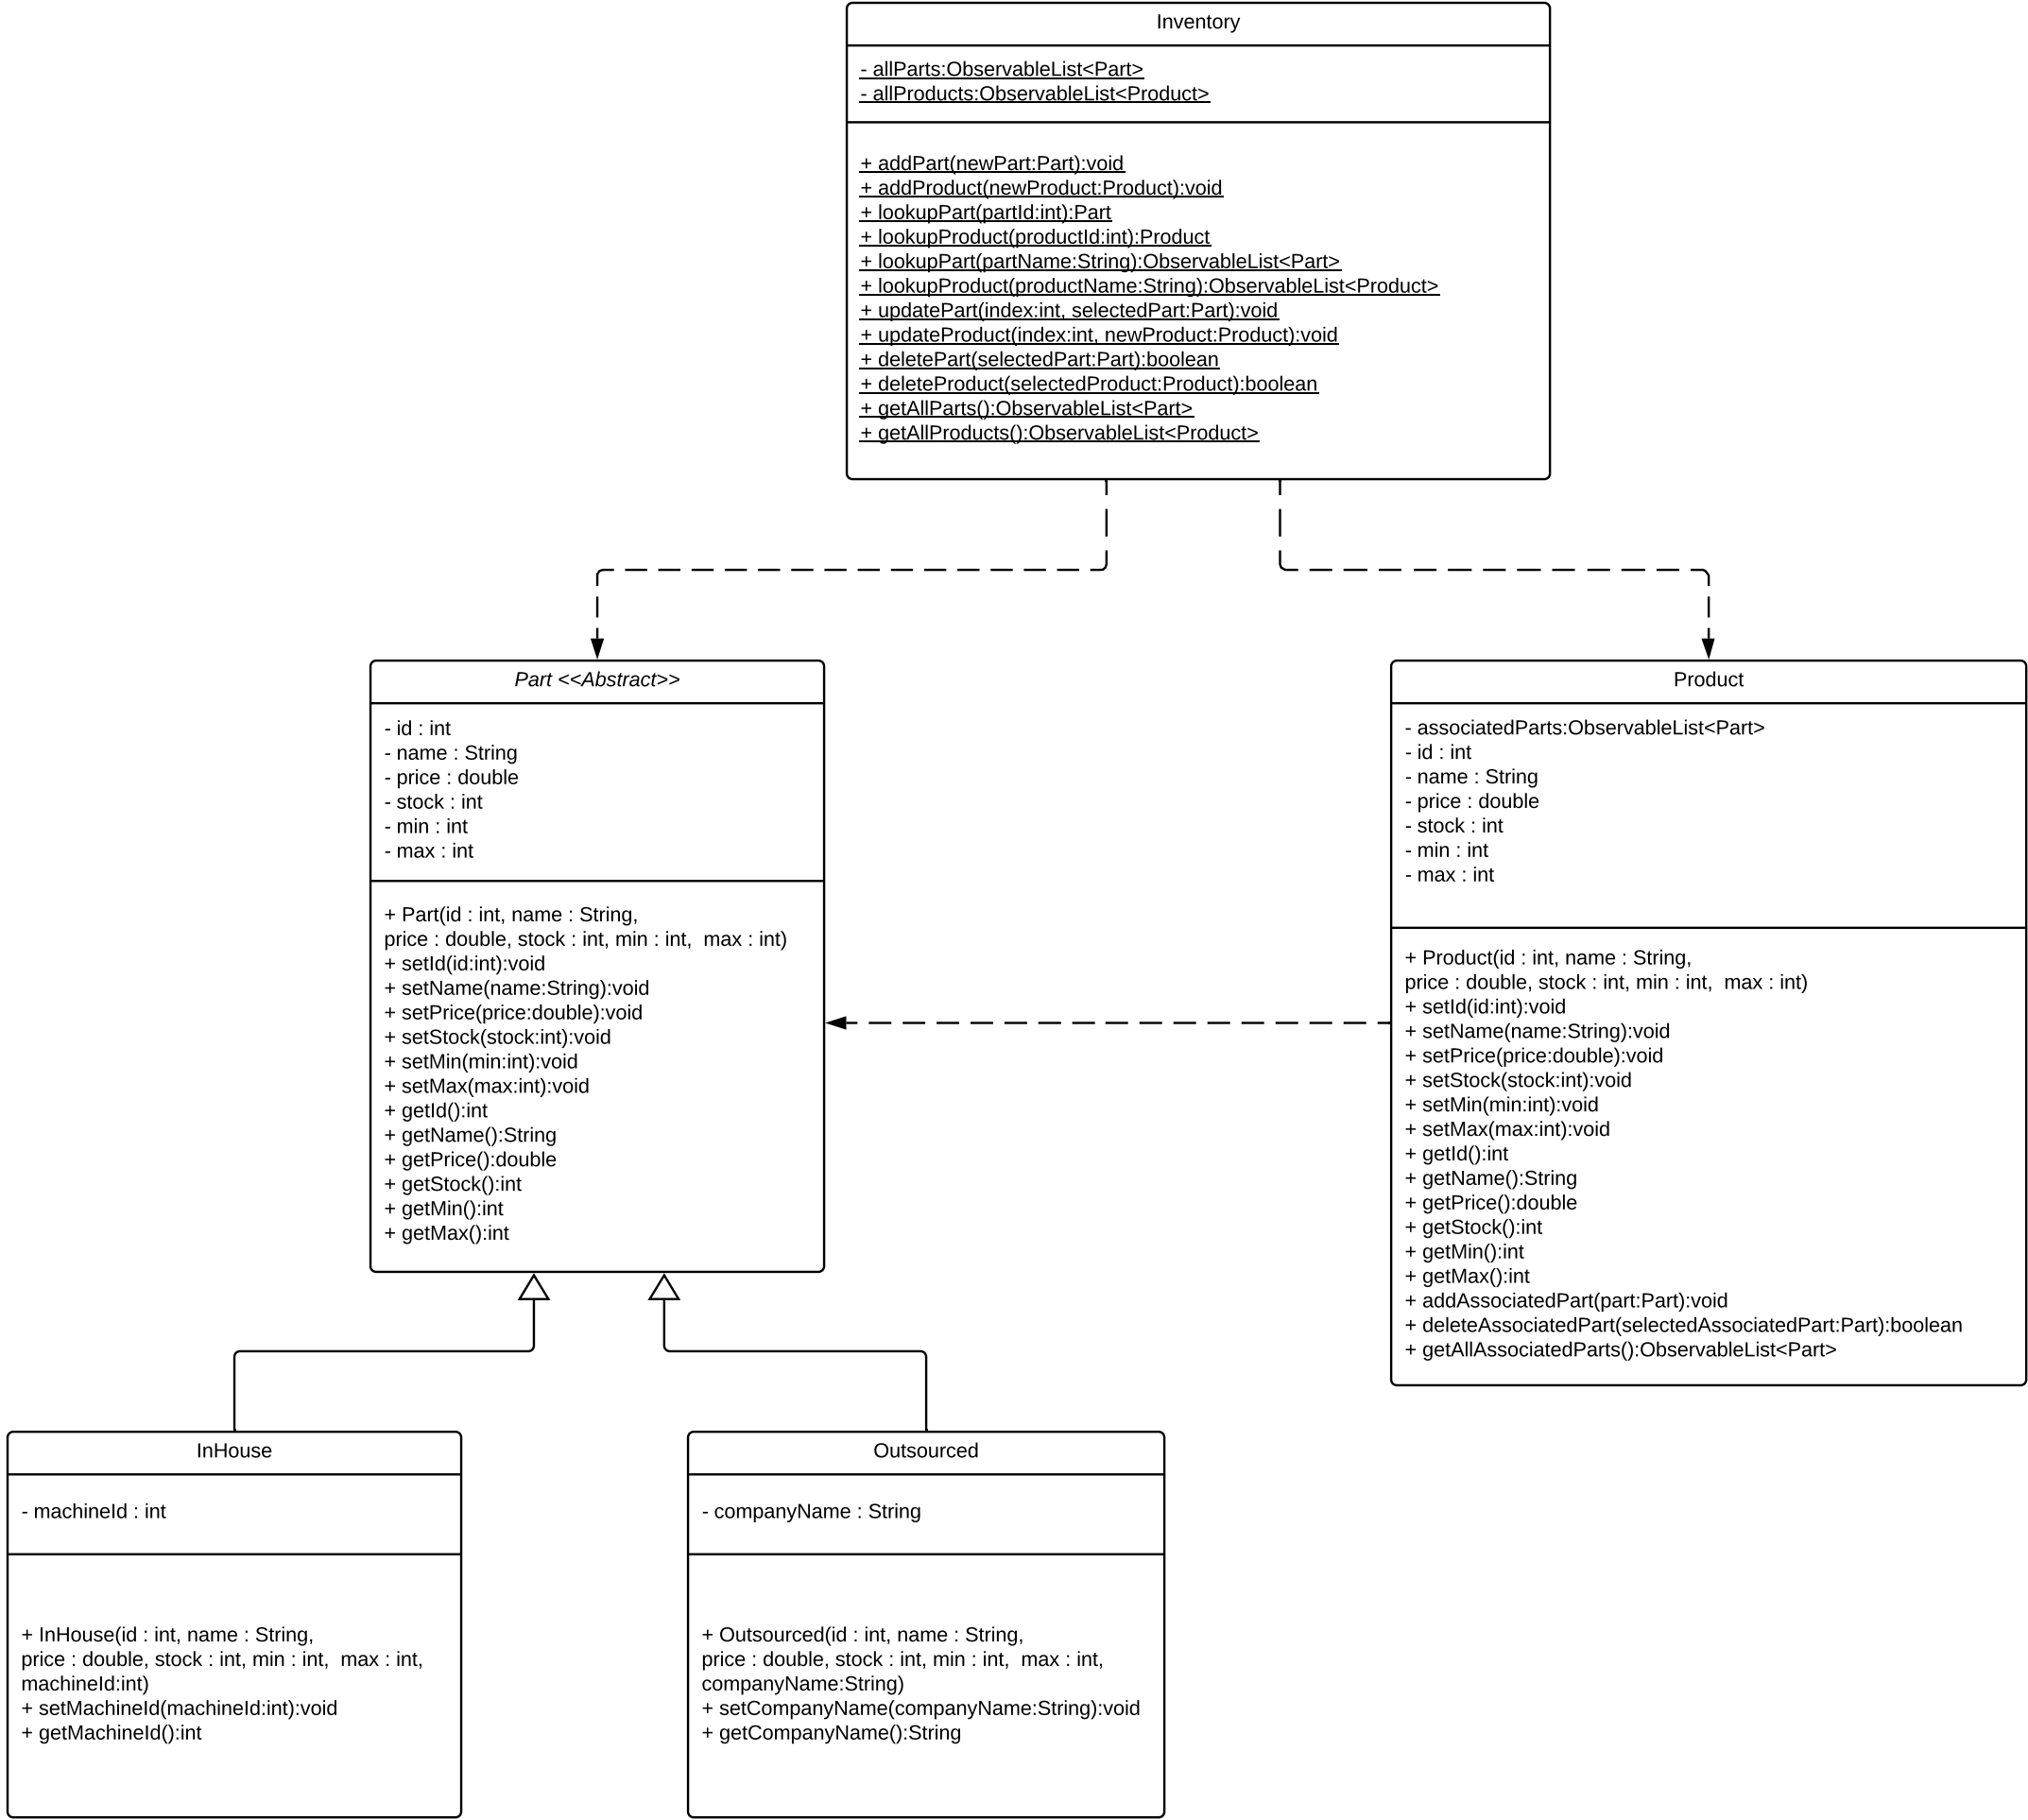 Inventory
- allParts:ObservableList<Part>
- allProducts:ObservableList<Product>
+ addPart(newPart:Part):void
+ addProduct(newProduct:Product):void
+ lookupPart(partId:int):Part
+ lookupProduct(productId:int):Product
+ lookupPart(partName:String):ObservableList<Part>
+ lookupProduct(productName:String):ObservableList<Product>
+ updatePart(index:int, selectedPart:Part):void
+ updateProduct(index:int, newProduct:Product):void
+ deletePart(selectedPart:Part):boolean
+ deleteProduct(selectedProduct:Product):boolean
+ getAllParts():ObservableList<Part>
+ getAllProducts():ObservableList<Product>
Part <<Abstract>>
- id : int
- name : String
- price : double
- stock : int
- min : int
- max : int
+ Part(id : int, name : String,
price : double, stock : int, min : int,  max : int)
+ setId(id:int):void
+ setName(name:String):void
+ setPrice(price:double):void
+ setStock(stock:int):void
+ setMin(min:int):void
+ setMax(max:int):void
+ getId():int
+ getName():String
+ getPrice():double
+ getStock():int
+ getMin():int
+ getMax():int
Product
- associatedParts:ObservableList<Part>
- id : int
- name : String
- price : double
- stock : int
- min : int
- max : int
+ Product(id : int, name : String,
price : double, stock : int, min : int,  max : int)
+ setId(id:int):void
+ setName(name:String):void
+ setPrice(price:double):void
+ setStock(stock:int):void
+ setMin(min:int):void
+ setMax(max:int):void
+ getId():int
+ getName():String
+ getPrice():double
+ getStock():int
+ getMin():int
+ getMax():int
+ addAssociatedPart(part:Part):void
+ deleteAssociatedPart(selectedAssociatedPart:Part):boolean
+ getAllAssociatedParts():ObservableList<Part>
InHouse
- machineId : int
+ InHouse(id : int, name : String,
price : double, stock : int, min : int,  max : int,
machineId:int)
+ setMachineId(machineId:int):void
+ getMachineId():int
Outsourced
- companyName : String
+ Outsourced(id : int, name : String,
price : double, stock : int, min : int,  max : int,
companyName:String)
+ setCompanyName(companyName:String):void
+ getCompanyName():String